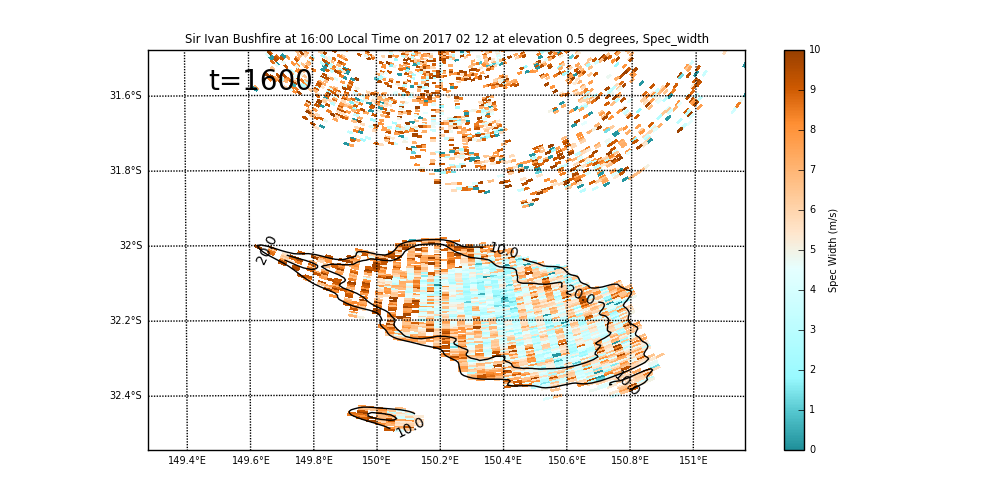 Sir Ivan Bushfire at 16:00 Local Time on 2017 02 12 at elevation 0.5 degrees, Spec_width
t=1600
31.6°S
31.8°S
32°S
32.2°S
32.4°S
20.0
10.0
20.0
10.0
10.0
149.4°E 149.6°E 149.8°E 150°E 150.2°E 150.4°E 150.6°E 150.8°E 151°E
10
9
8
7
6
5
4
3
2
1
0
Spec Width (m/s)